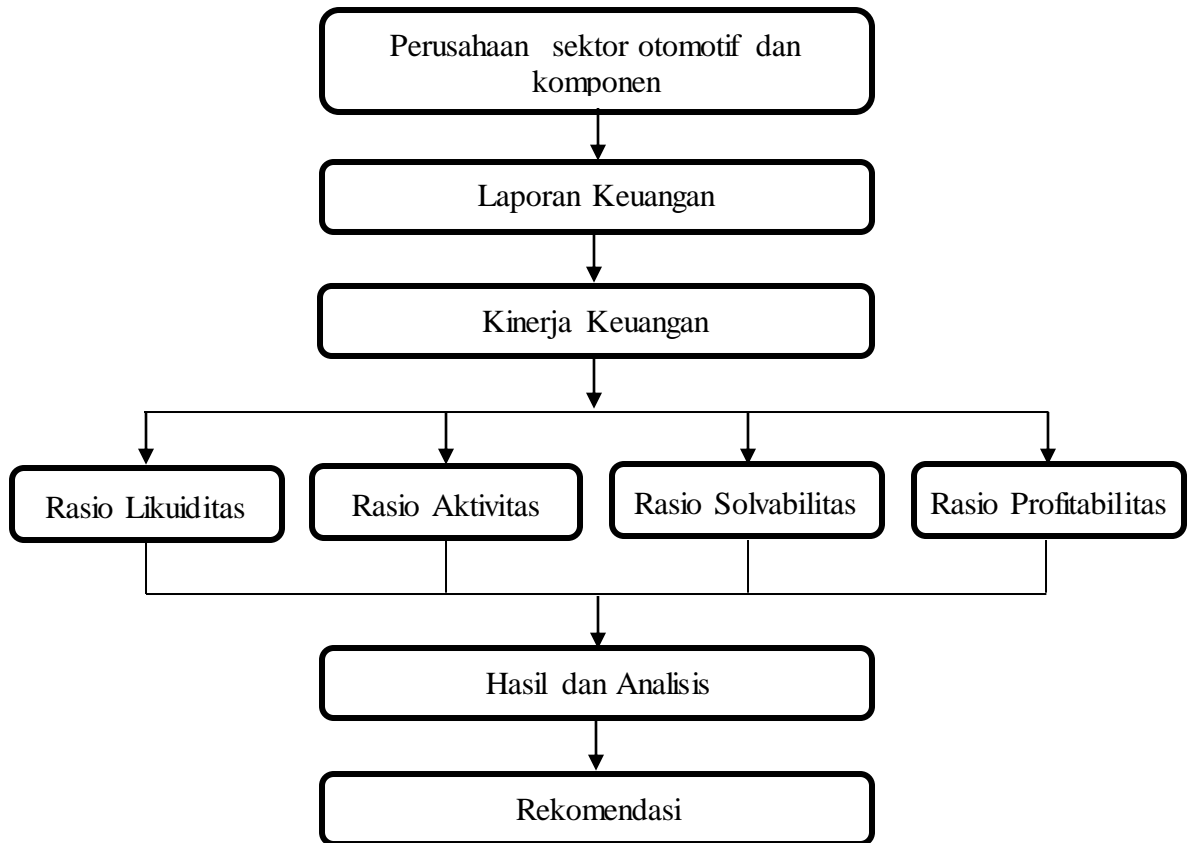 Perusahaan sektor otomotif dan
komponen
Laporan Keuangan
Kinerja Keuangan
Rasio Likuiditas
Rasio Aktivitas
Rasio Solvabilitas
Rasio Profitabilitas
Hasil dan Analisis
Rekomendasi